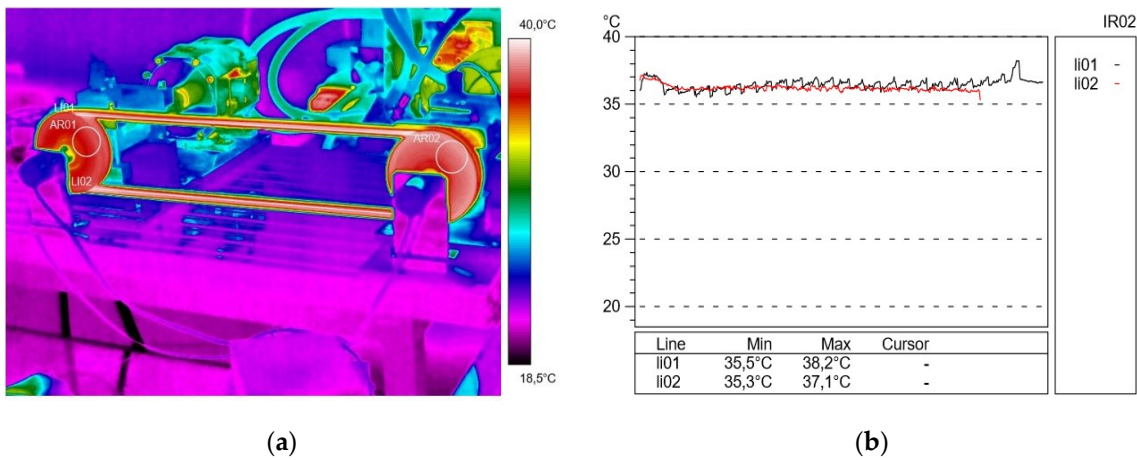 40,0°C
LI01
AR01
AR02
LI02
18,5°C
°C
IR02
40
35
30
25
20
li01 -
li02 -
Line Min Max Cursor
li01 35,5°C 38,2°C -
li02 35,3°C 37,1°C -
(a)
(b)